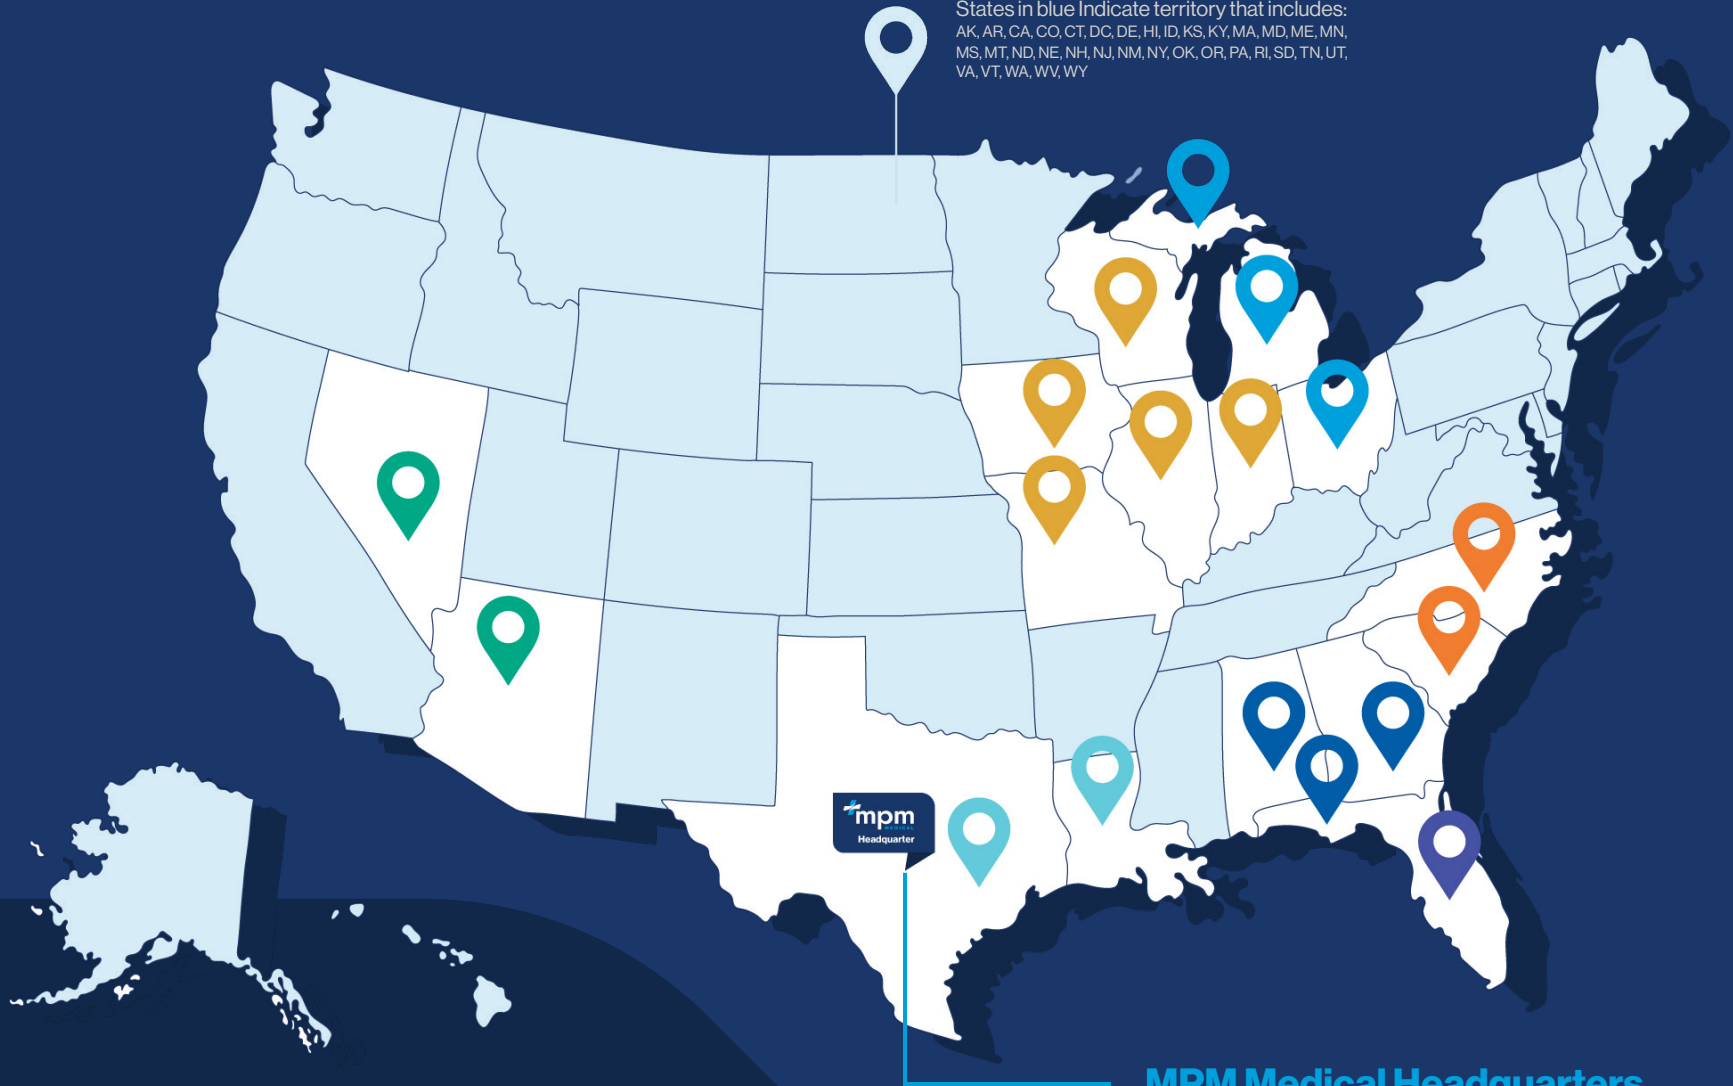 States in blue Indicate territory that includes:
AK, AR, CA, CO, CT, DC, DE, HI, ID, KS, KY, MA, MD, ME, MN,
MS, MT, ND, NE, NH, NJ, NM, NY, OK, OR, PA, RI, SD, TN, UT,
VA, VT, WA, WV, WY
mpm
MEDICAL
Headquarter
MPM Medical Headquarters